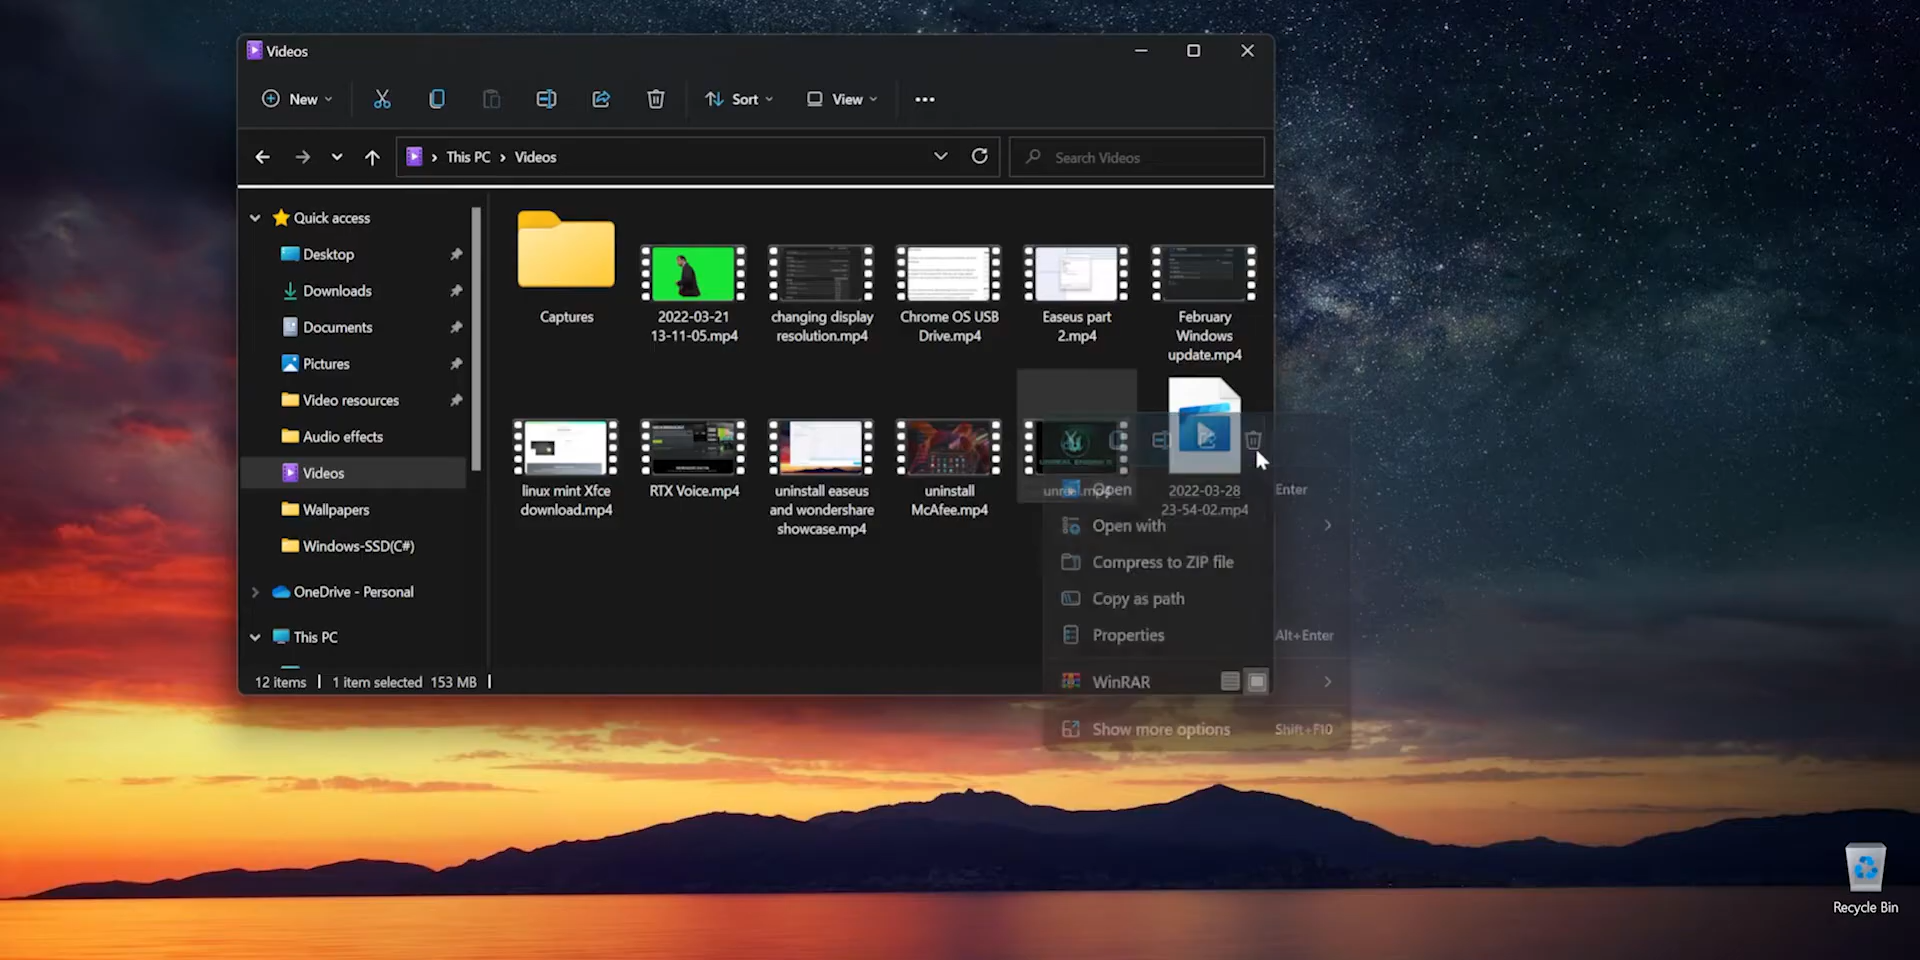 Videos
New
Sort
View
This PC
Videos
Search Videos
Quick access
Desktop
Downloads
Documents
Pictures
Video resources
Audio effects
Videos
Wallpapers
Windows-SSD(C#)
OneDrive - Personal
This PC
Captures
2022-03-21
13-11-05.mp4
changing display
resolution.mp4
Chrome OS USB
Drive.mp4
Easeus part
2.mp4
February
Windows
update.mp4
linux mint Xfce
download.mp4
RTX Voice.mp4
uninstall easeus
and wondershare
showcase.mp4
uninstall
McAfee.mp4
2022-03-28
23-54-02.mp4
Open
Enter
Open with
Compress to ZIP file
Copy as path
Properties
Alt+Enter
WinRAR
Show more options
Shift+F10
12 items
1 item selected
153 MB
Recycle Bin